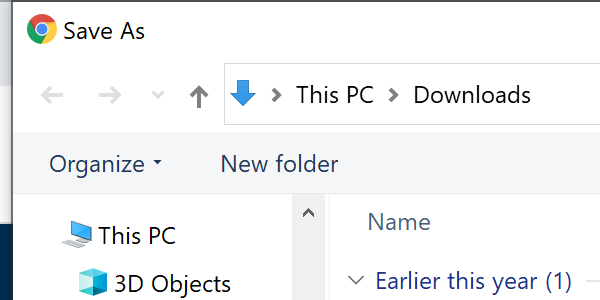 Save As
This PC Downloads
Organize New folder
This PC
Name
3D Objects
Earlier this year (1)